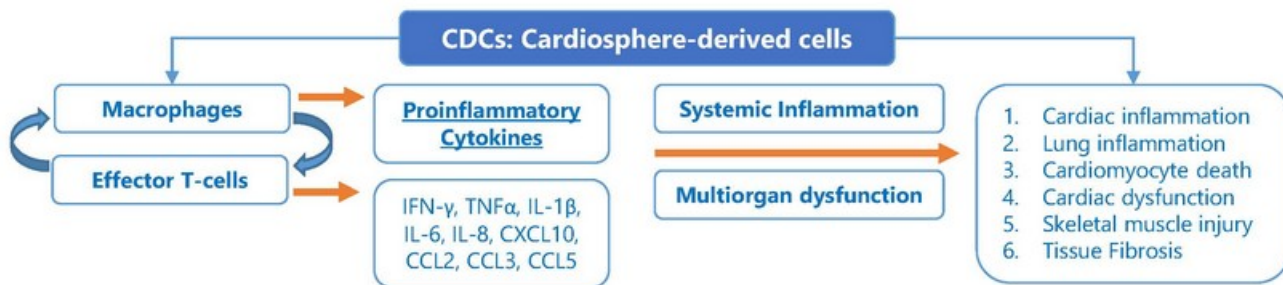 CDCs: Cardiosphere-derived cells
Macrophages
Effector T-cells
Proinflammatory
Cytokines
IFN-γ, TNFα, IL-1β,
IL-6, IL-8, CXCL10,
CCL2, CCL3, CCL5
Systemic Inflammation
Multiorgan dysfunction
1. Cardiac inflammation
2. Lung inflammation
3. Cardiomyocyte death
4. Cardiac dysfunction
5. Skeletal muscle injury
6. Tissue Fibrosis